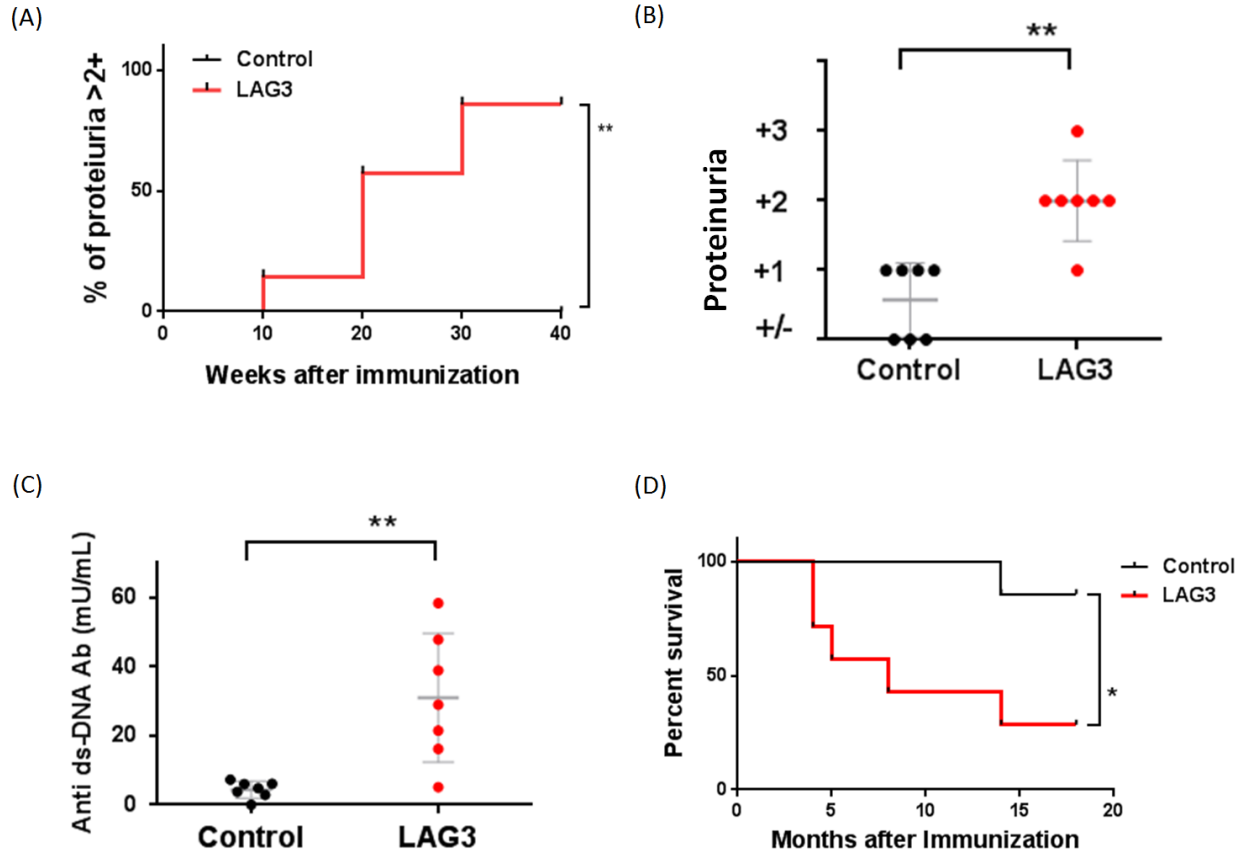 (A)
% of proteiuria >2+
Control
LAG3
100
50
0
**
0 10 20 30 40
Weeks after immunization
(B)
**
Proteinuria
+3
+2
+1
+/-
Control LAG3
(C)
**
Anti ds-DNA Ab (mU/mL)
60
40
20
0
Control LAG3
(D)
Percent survival
100
50
0
Control
LAG3
*
0 5 10 15 20
Months after Immunization